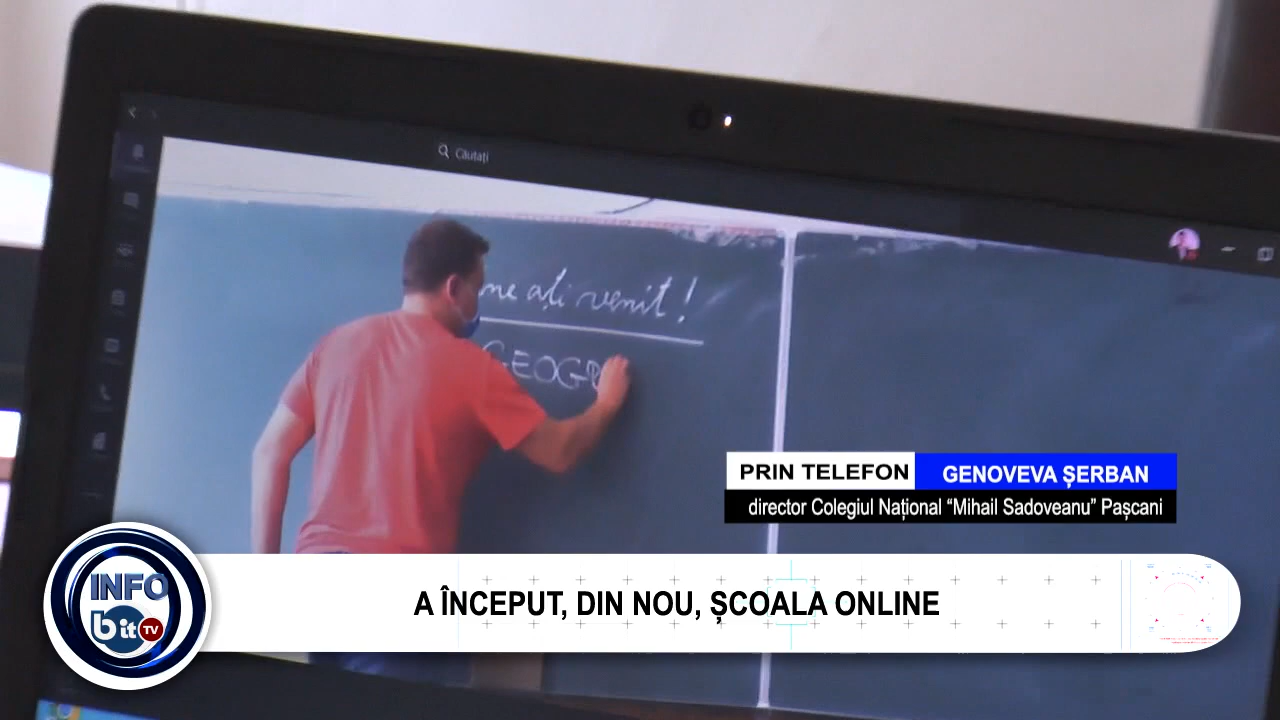 Căutați
ați venit!
PRIN TELEFON
GENOVEVA ȘERBAN
director Colegiul Național “Mihail Sadoveanu” Pașcani
INFO
bit TV
A ÎNCEPUT, DIN NOU, ȘCOALA ONLINE